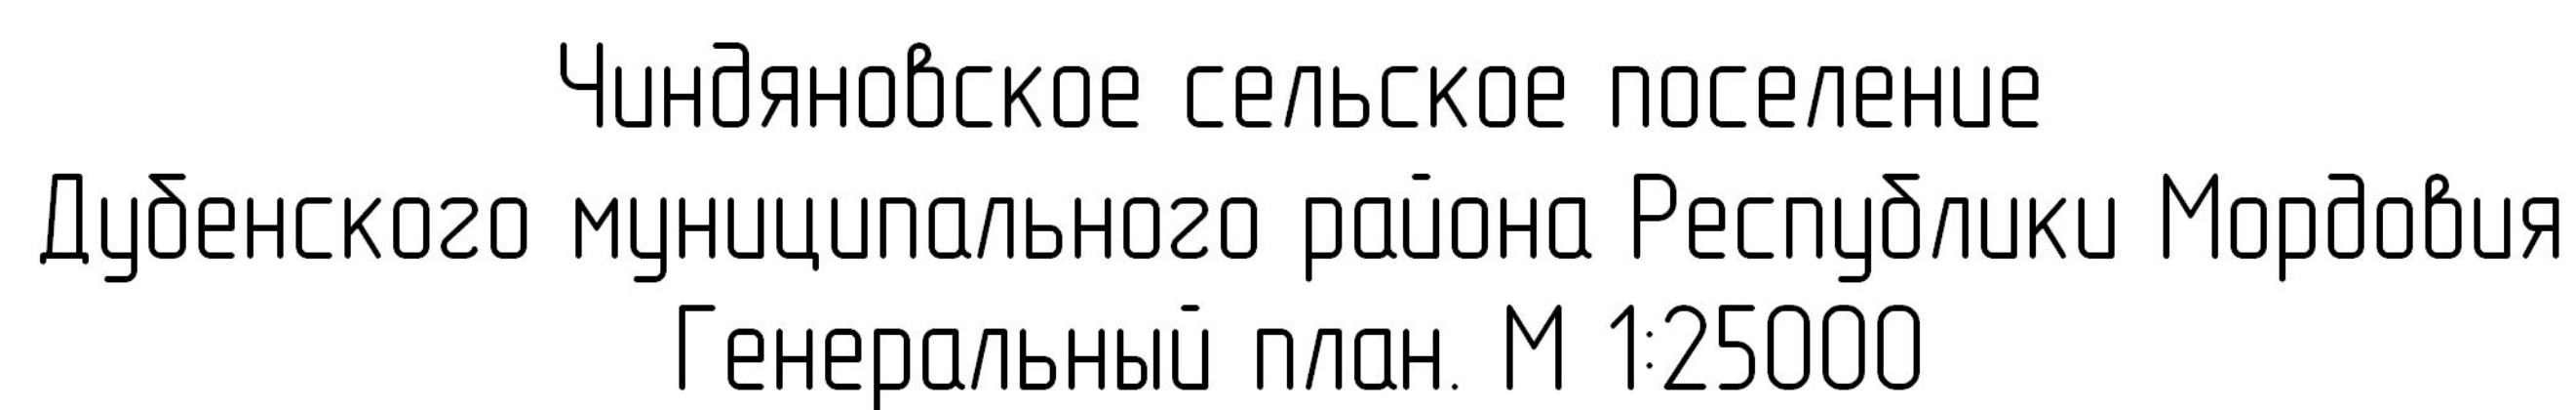 Чиндяновское сельское поселение
Дубенского муниципального района Республики Мордовия
Генеральный план. М 1:25000